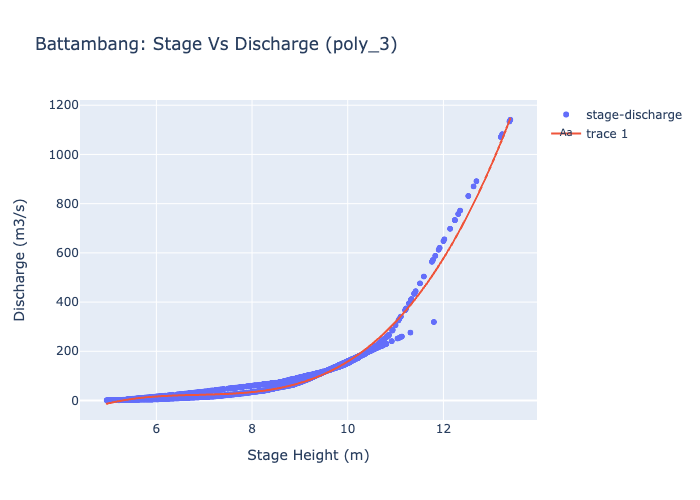 Battambang: Stage Vs Discharge (poly_3)
1200
1000
800
600
400
200
0
6
8
10
12
Stage Height (m)
Discharge (m3/s)
stage-discharge
Aa
trace 1